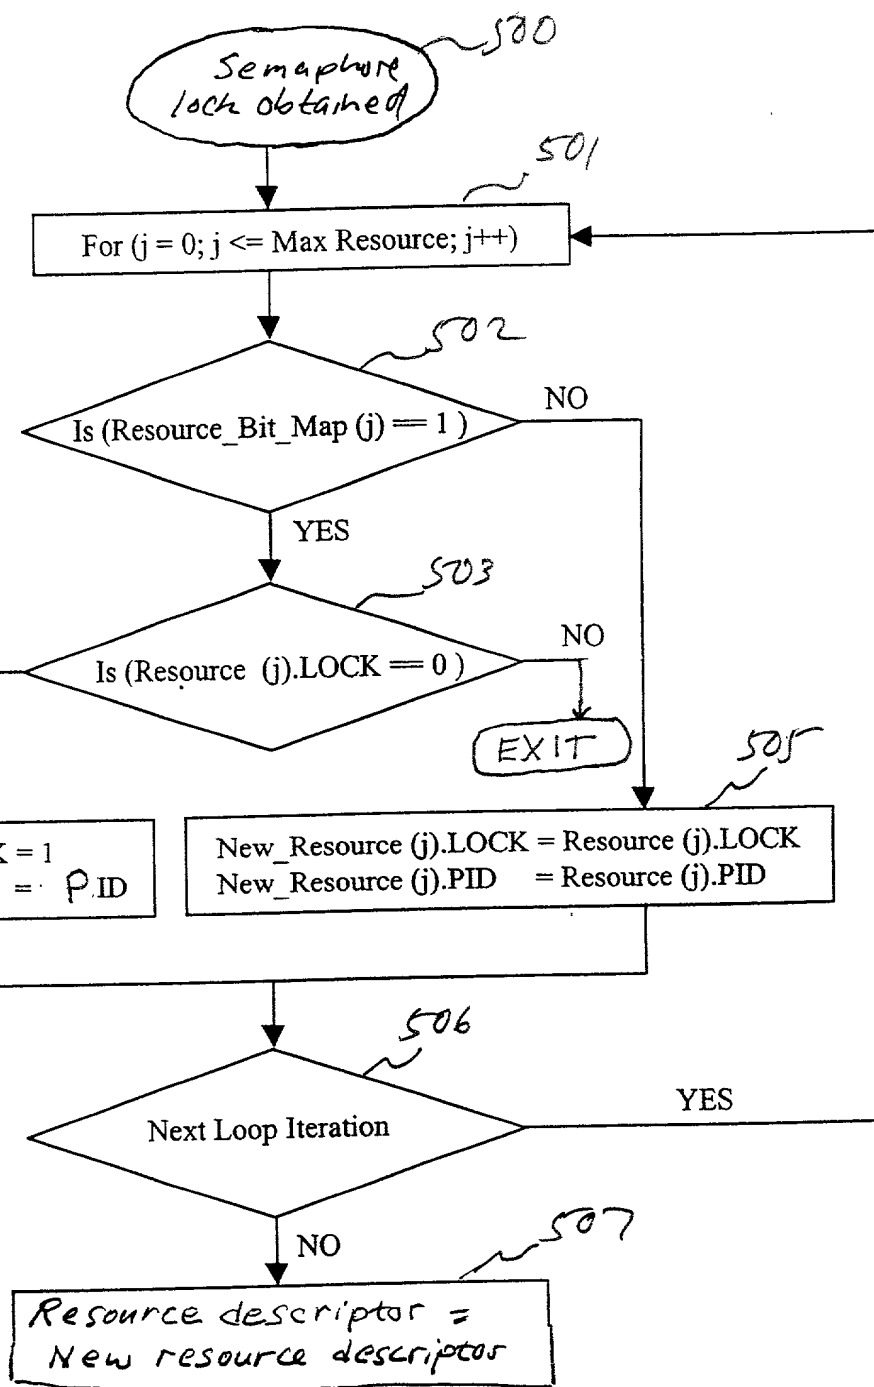 500
Semaphore
lock obtained
501
For (j = 0; j <= Max Resource; j++)
502
Is (Resource_Bit_Map (j) == 1 )
NO
YES
503
Is (Resource (j).LOCK == 0 )
NO
EXIT
505
K = 1
= P.ID
New_Resource (j).LOCK = Resource (j).LOCK
New_Resource (j).PID = Resource (j).PID
506
Next Loop Iteration
YES
NO
507
Resource descriptor =
New resource descriptor